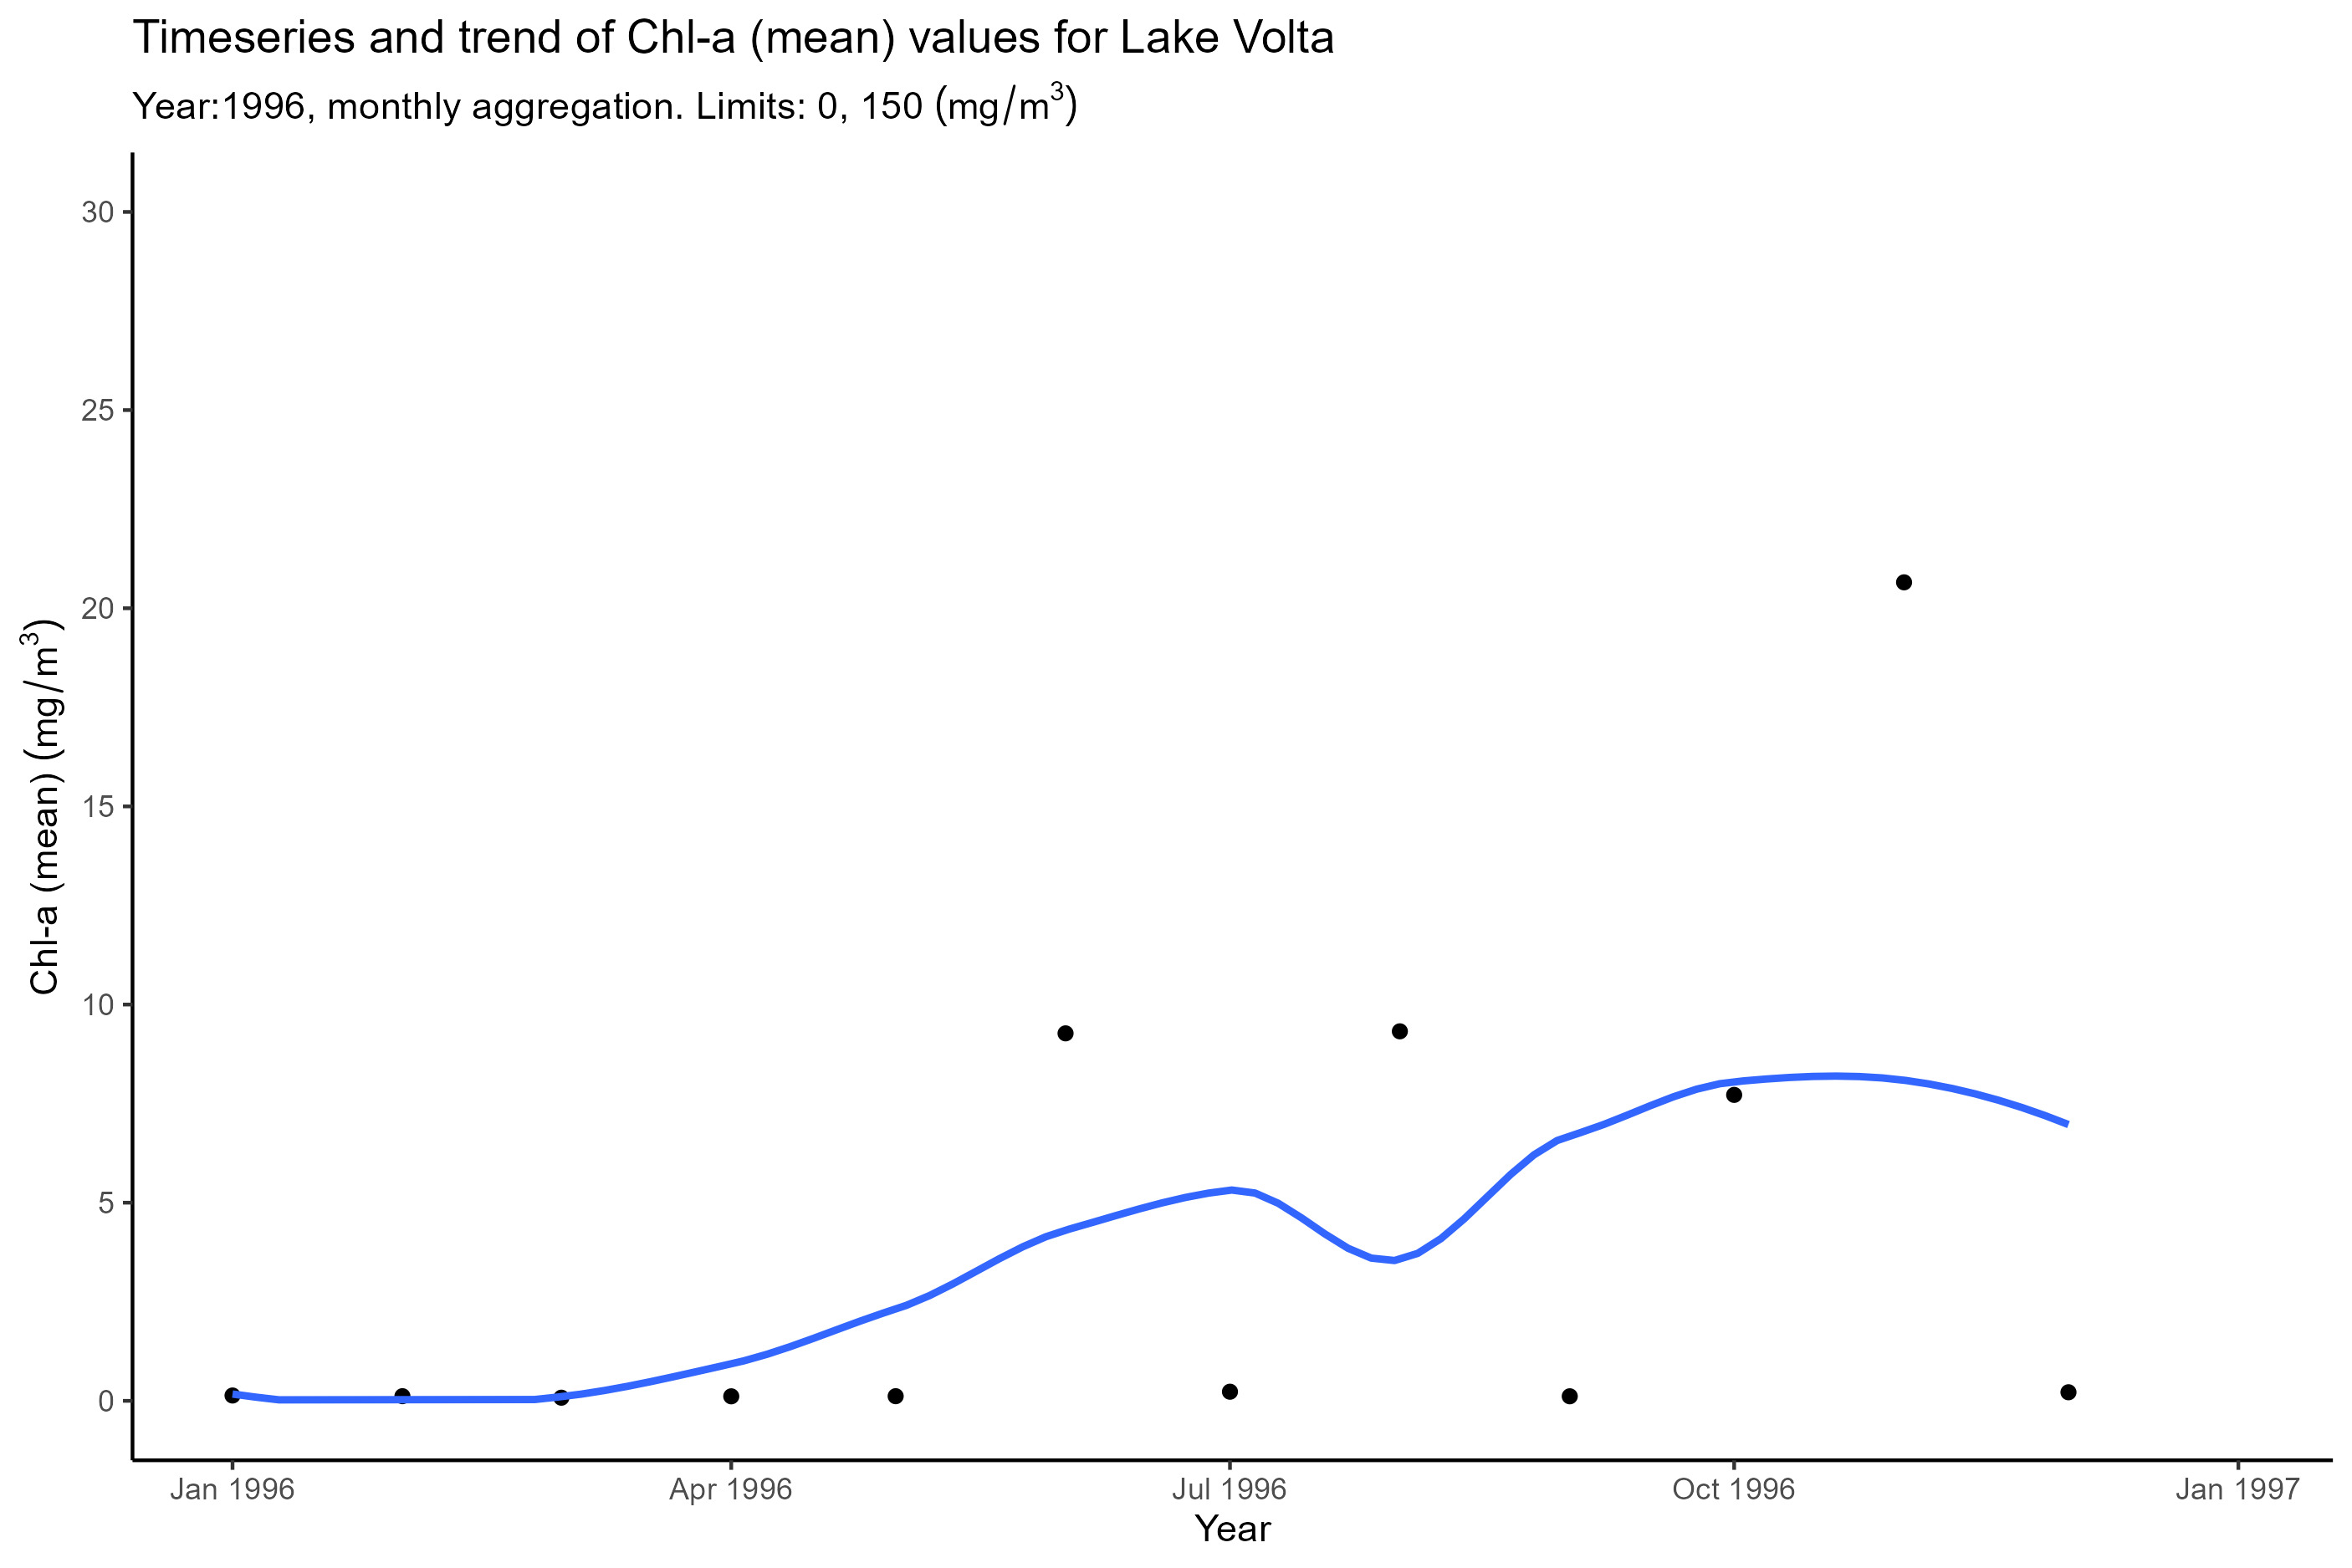 Timeseries and trend of Chl-a (mean) values for Lake Volta
Year:1996, monthly aggregation. Limits: 0, 150 (mg/m³)
Chl-a (mean) (mg/m³)
30
25
20
15
10
5
0
Jan 1996 Apr 1996 Jul 1996 Oct 1996 Jan 1997
Year